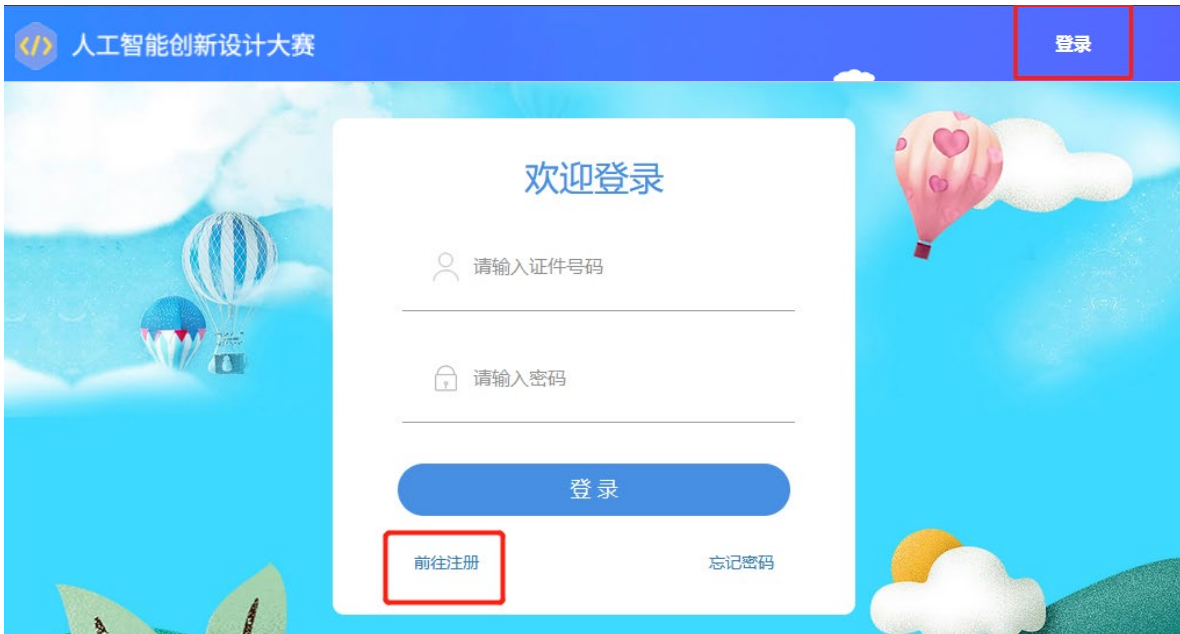 </> 人工智能创新设计大赛 登录
欢迎登录
请输入证件号码
请输入密码
登录
前往注册 忘记密码